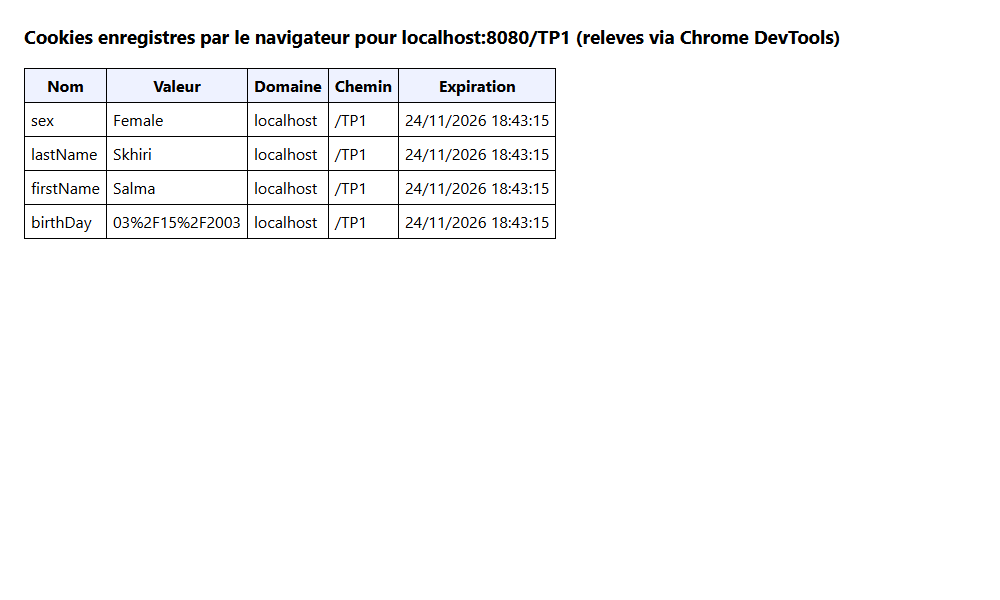 Cookies enregistres par le navigateur pour localhost:8080/TP1 (releves via Chrome DevTools)
Nom Valeur Domaine Chemin Expiration
sex Female localhost /TP1 24/11/2026 18:43:15
lastName Skhiri localhost /TP1 24/11/2026 18:43:15
firstName Salma localhost /TP1 24/11/2026 18:43:15
birthDay 03%2F15%2F2003 localhost /TP1 24/11/2026 18:43:15